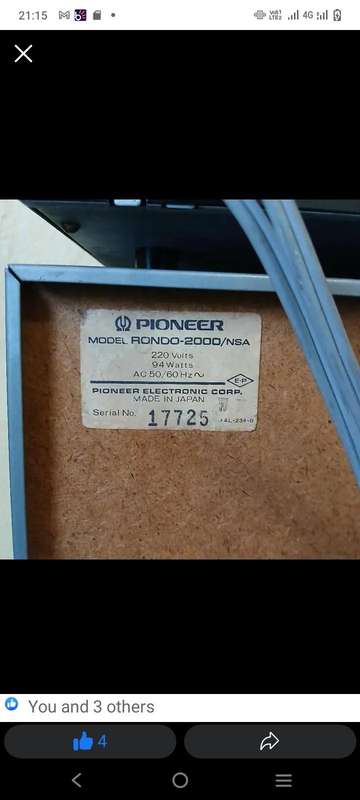 21:15
4G
PIONEER
MODEL RONDO-2000/NSA
220 Volts
94 Watts
AC 50/60 Hz~
E-P
PIONEER ELECTRONIC CORP.
MADE IN JAPAN
Serial No. 17725
You and 3 others
4